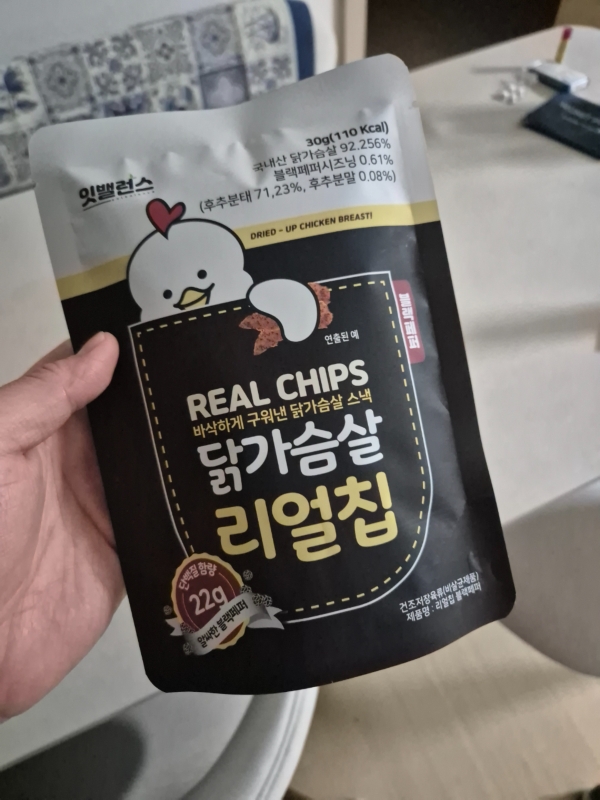 잇밸런스
30g(110 Kcal)
국내산 닭가슴살 92.256%
블랙페퍼시즈닝 0.61%
(후추분태 71,23%, 후추분말 0.08%)
DRIED - UP CHICKEN BREAST!
블랙페퍼
연출된 예
REAL CHIPS
바삭하게 구워낸 닭가슴살 스낵
닭가슴살
리얼칩
단백질 함량
22g
알싸한 블랙페퍼
건조저장육류(비살균제품)
제품명 : 리얼칩 블랙페퍼